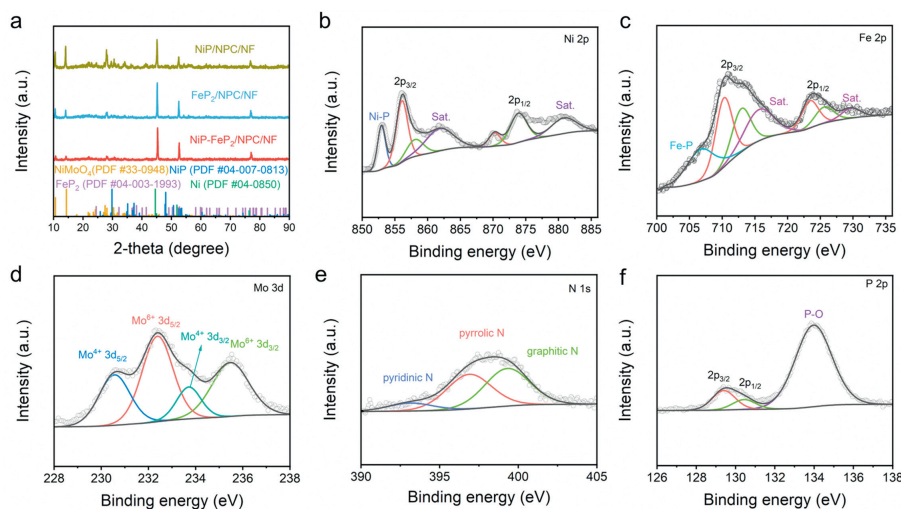 a
Intensity (a.u.)
NiP/NPC/NF
FeP₂/NPC/NF
NiP-FeP₂/NPC/NF
NiMoO₄(PDF #33-0948) NiP (PDF #04-007-0813)
FeP₂ (PDF #04-003-1993) Ni (PDF #04-0850)
10 20 30 40 50 60 70 80 90
2-theta (degree)
b
Ni 2p
Intensity (a.u.)
2p₃/₂
2p₁/₂
Ni-P
Sat.
Sat.
850 855 860 865 870 875 880 885
Binding energy (eV)
c
Fe 2p
Intensity (a.u.)
2p₃/₂
2p₁/₂
Sat.
Sat.
Fe-P
700 705 710 715 720 725 730 735
Binding energy (eV)
d
Mo 3d
Intensity (a.u.)
Mo⁶⁺ 3d₅/₂
Mo⁴⁺ 3d₃/₂
Mo⁴⁺ 3d₅/₂
Mo⁶⁺ 3d₃/₂
228 230 232 234 236 238
Binding energy (eV)
e
N 1s
Intensity (a.u.)
pyrrolic N
graphitic N
pyridinic N
390 395 400 405
Binding energy (eV)
f
P 2p
Intensity (a.u.)
P-O
2p₃/₂
2p₁/₂
126 128 130 132 134 136 138
Binding energy (eV)